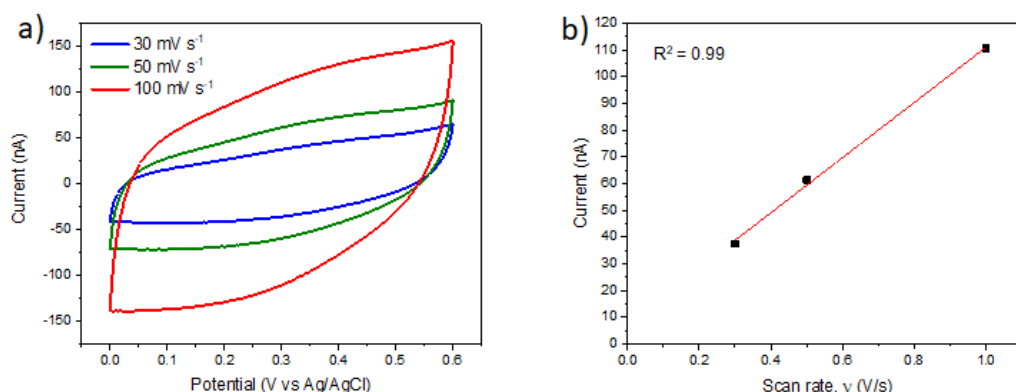 a)
30 mV s⁻¹
50 mV s⁻¹
100 mV s⁻¹
150
100
50
0
-50
-100
-150
Current (nA)
0.0 0.1 0.2 0.3 0.4 0.5 0.6
Potential (V vs Ag/AgCl)
b)
R² = 0.99
120
110
100
90
80
70
60
50
40
30
20
10
0
Current (nA)
0.0 0.2 0.4 0.6 0.8 1.0
Scan rate, ν (V/s)